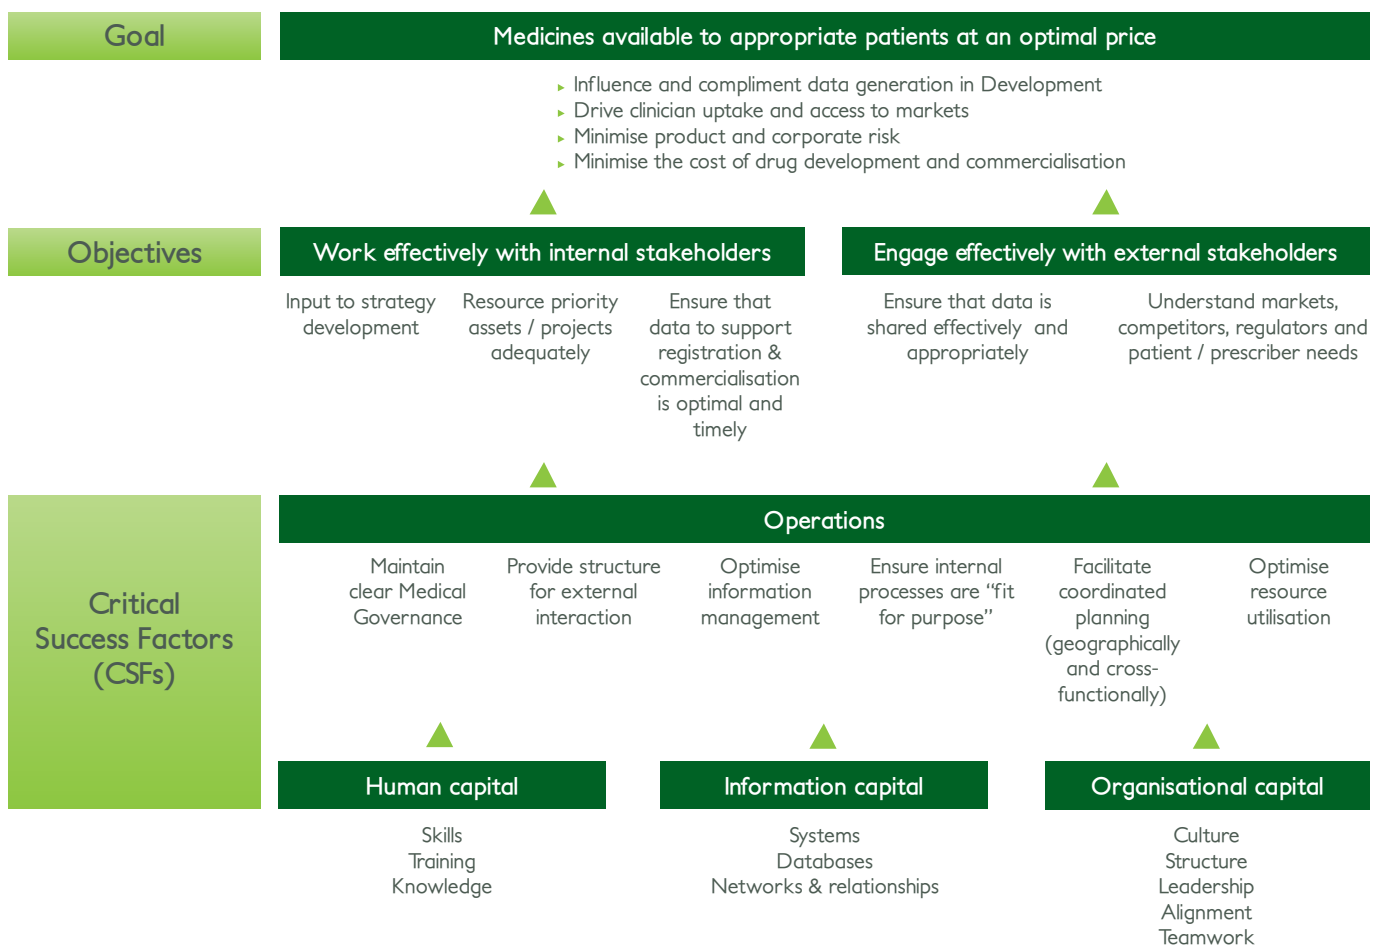 Goal
Medicines available to appropriate patients at an optimal price
Influence and compliment data generation in Development
Drive clinician uptake and access to markets
Minimise product and corporate risk
Minimise the cost of drug development and commercialisation
Objectives
Work effectively with internal stakeholders
Engage effectively with external stakeholders
Input to strategy
development
Resource priority
assets / projects
adequately
Ensure that
data to support
registration &
commercialisation
is optimal and
timely
Ensure that data is
shared effectively and
appropriately
Understand markets,
competitors, regulators and
patient / prescriber needs
Critical
Success Factors
(CSFs)
Operations
Maintain
clear Medical
Governance
Provide structure
for external
interaction
Optimise
information
management
Ensure internal
processes are “fit
for purpose”
Facilitate
coordinated
planning
(geographically
and cross-
functionally)
Optimise
resource
utilisation
Human capital
Skills
Training
Knowledge
Information capital
Systems
Databases
Networks & relationships
Organisational capital
Culture
Structure
Leadership
Alignment
Teamwork